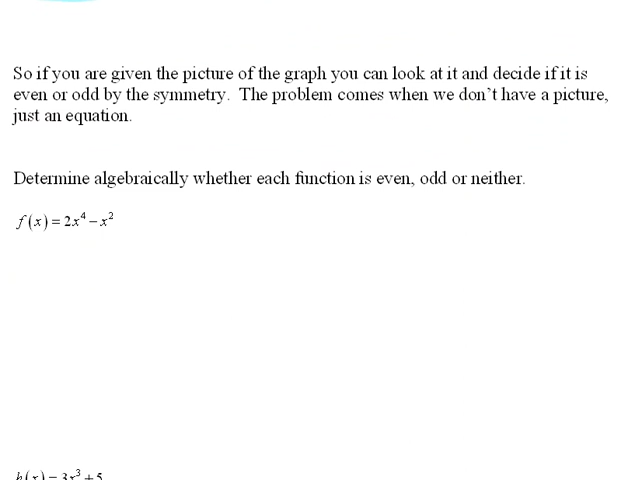 So if you are given the picture of the graph you can look at it and decide if it is
even or odd by the symmetry.  The problem comes when we don’t have a picture,
just an equation.
Determine algebraically whether each function is even, odd or neither.
f(x)=2x⁴−x²
h(x)=3x³+5